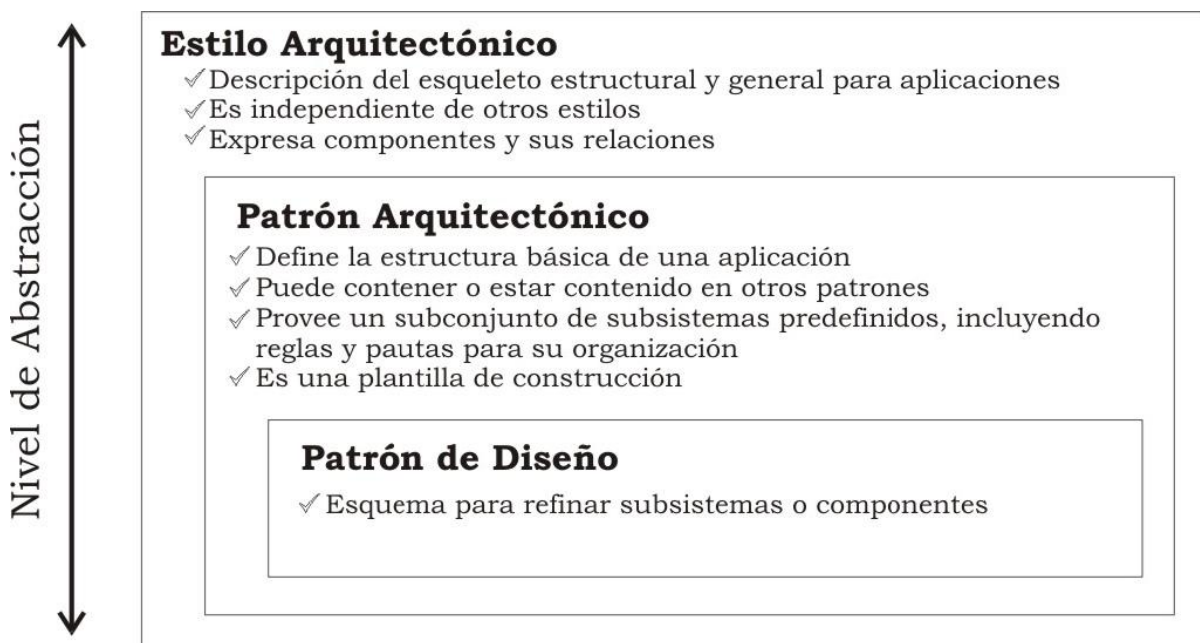 Nivel de Abstracción
Estilo Arquitectónico
✓ Descripción del esqueleto estructural y general para aplicaciones
✓ Es independiente de otros estilos
✓ Expresa componentes y sus relaciones
Patrón Arquitectónico
✓ Define la estructura básica de una aplicación
✓ Puede contener o estar contenido en otros patrones
✓ Provee un subconjunto de subsistemas predefinidos, incluyendo
reglas y pautas para su organización
✓ Es una plantilla de construcción
Patrón de Diseño
✓ Esquema para refinar subsistemas o componentes